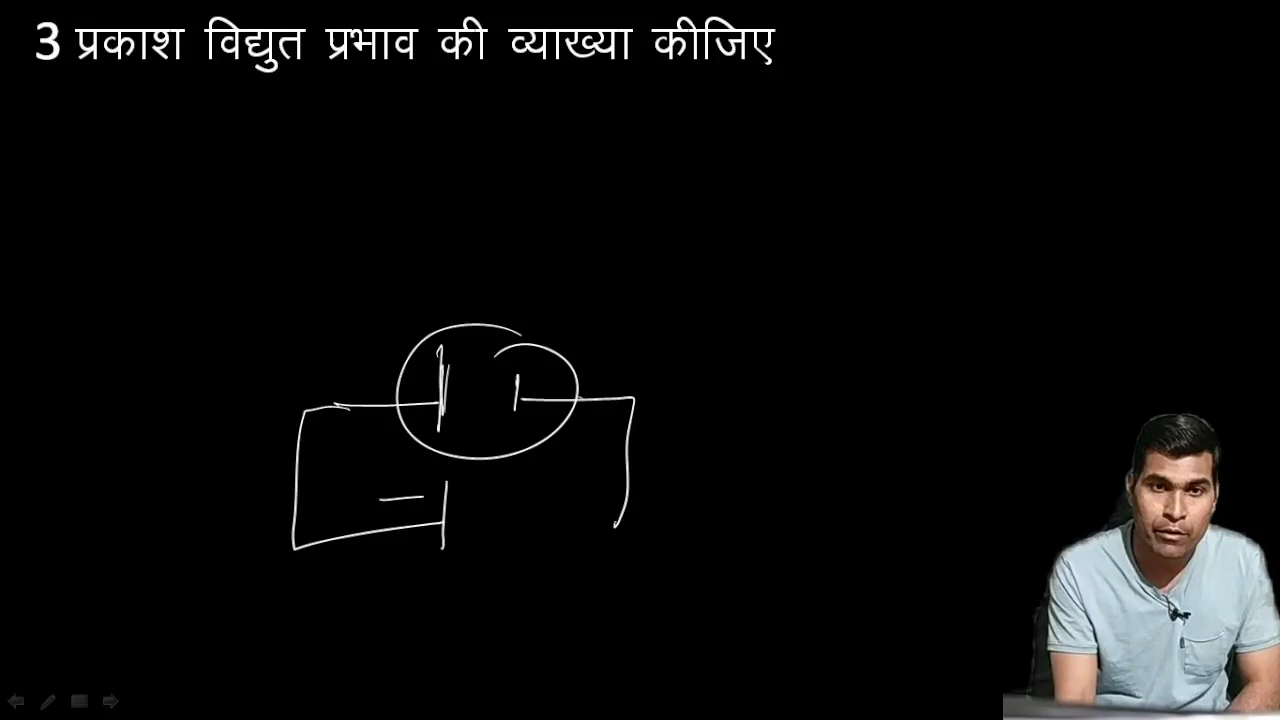 3 प्रकाश विद्युत प्रभाव की व्याख्या कीजिए